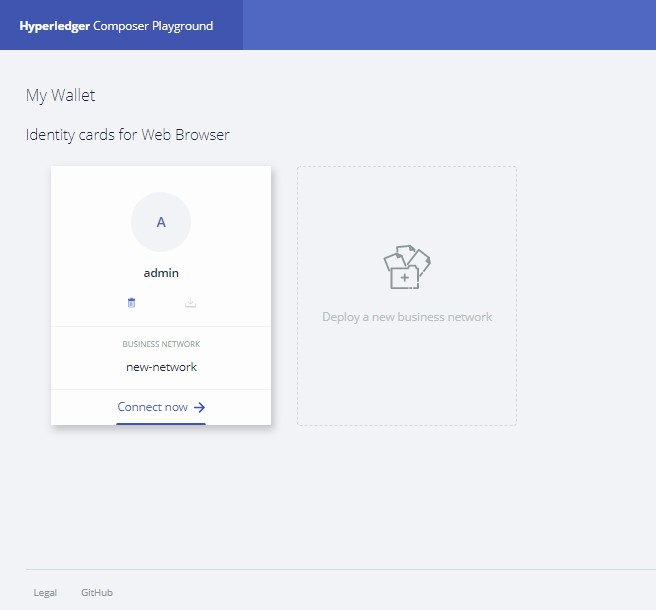 Hyperledger Composer Playground
My Wallet
Identity cards for Web Browser
A
admin
BUSINESS NETWORK
new-network
Connect now
Deploy a new business network
Legal
GitHub